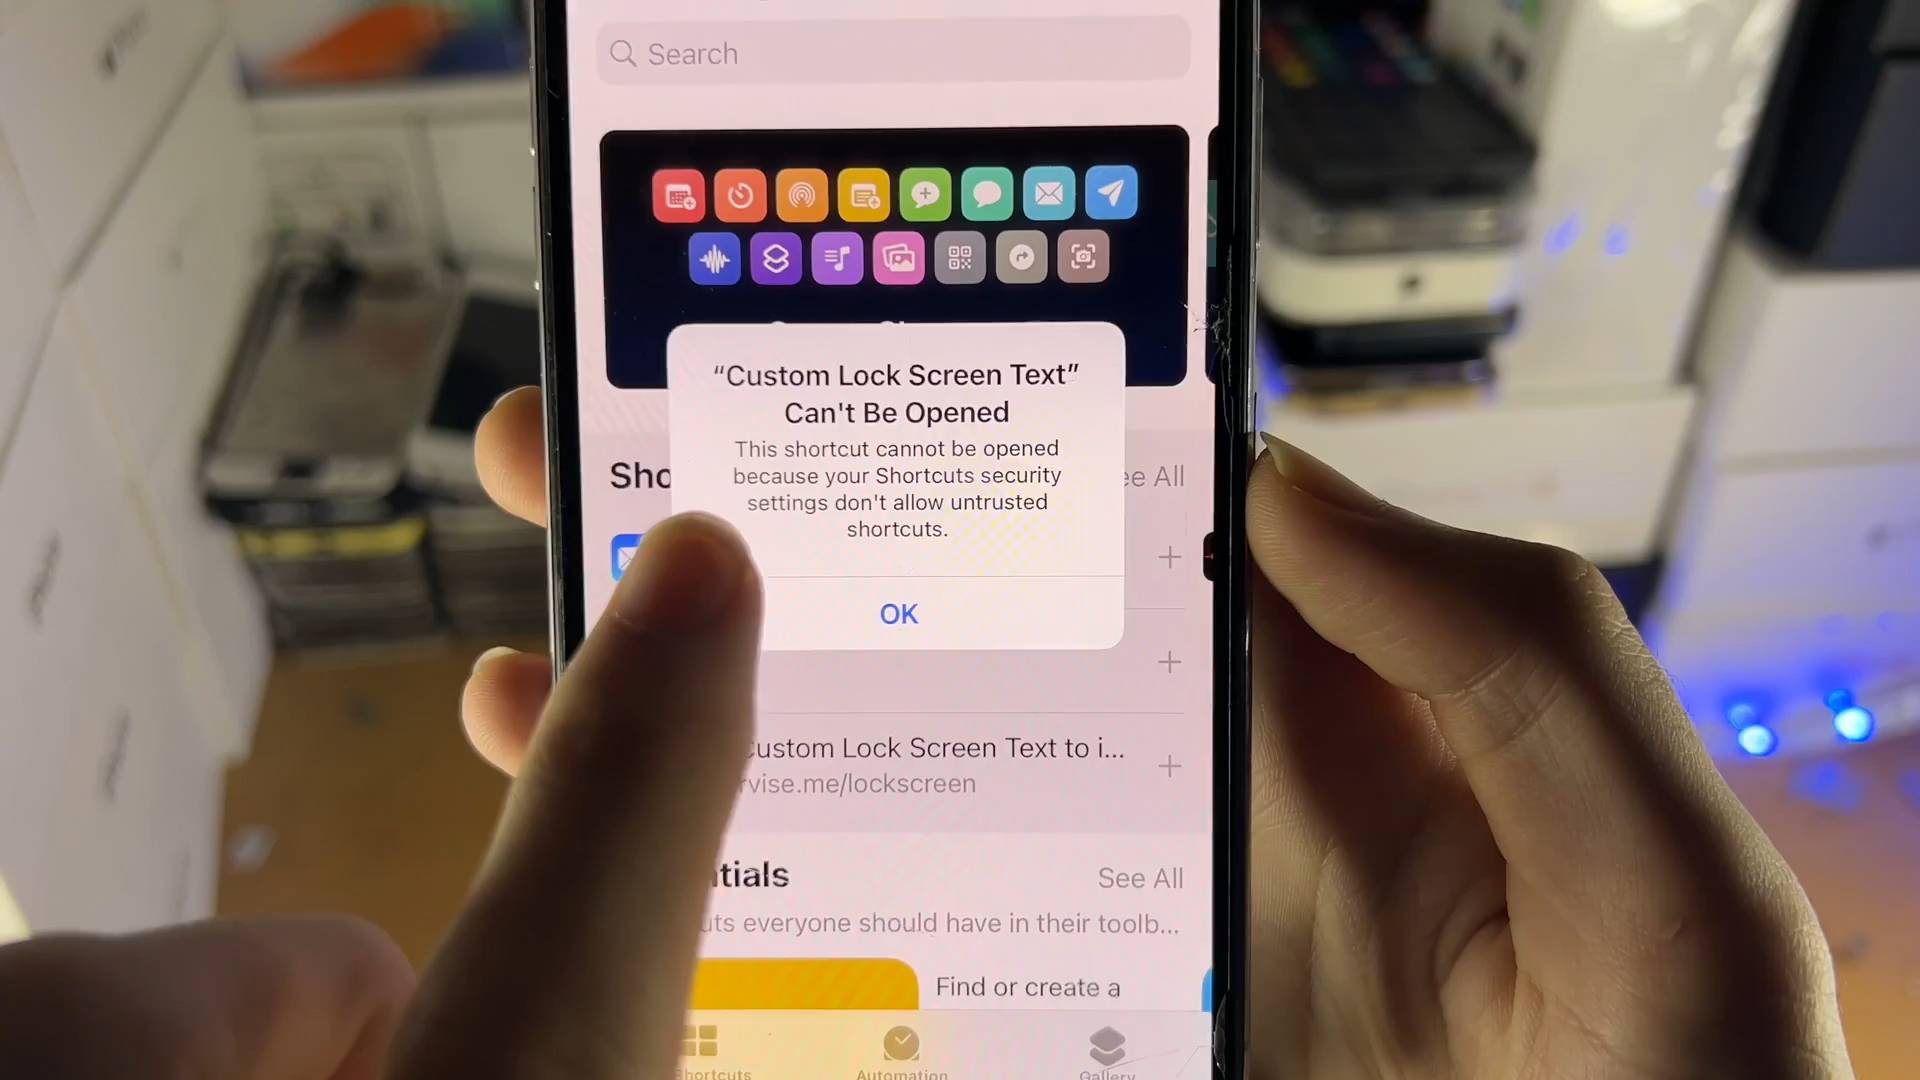 Search
“Custom Lock Screen Text”
Can't Be Opened
This shortcut cannot be opened
because your Shortcuts security
settings don't allow untrusted
shortcuts.
Sho
ee All
OK
Custom Lock Screen Text to i...
rvise.me/lockscreen
ntials
See All
uts everyone should have in their toolb...
Find or create a
Shortcuts
Automation
Gallery